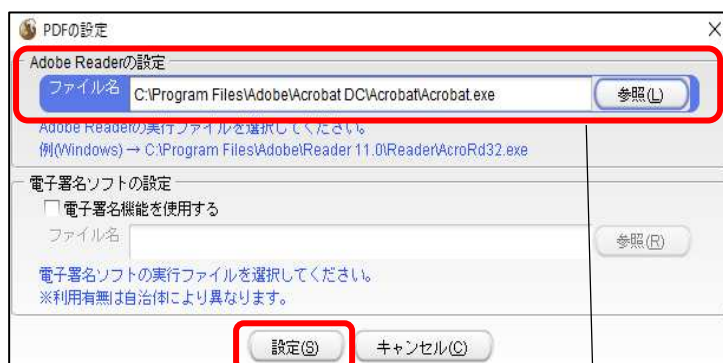 PDFの設定
Adobe Readerの設定
ファイル名 C:\Program Files\Adobe\Acrobat DC\Acrobat\Acrobat.exe 参照(L)
Adobe Readerの実行ファイルを選択してください。
例(Windows) → C:\Program Files\Adobe\Reader 11.0\Reader\AcroRd32.exe
電子署名ソフトの設定
電子署名機能を使用する
ファイル名 参照(R)
電子署名ソフトの実行ファイルを選択してください。
※利用有無は自治体により異なります。
設定(S) キャンセル(C)